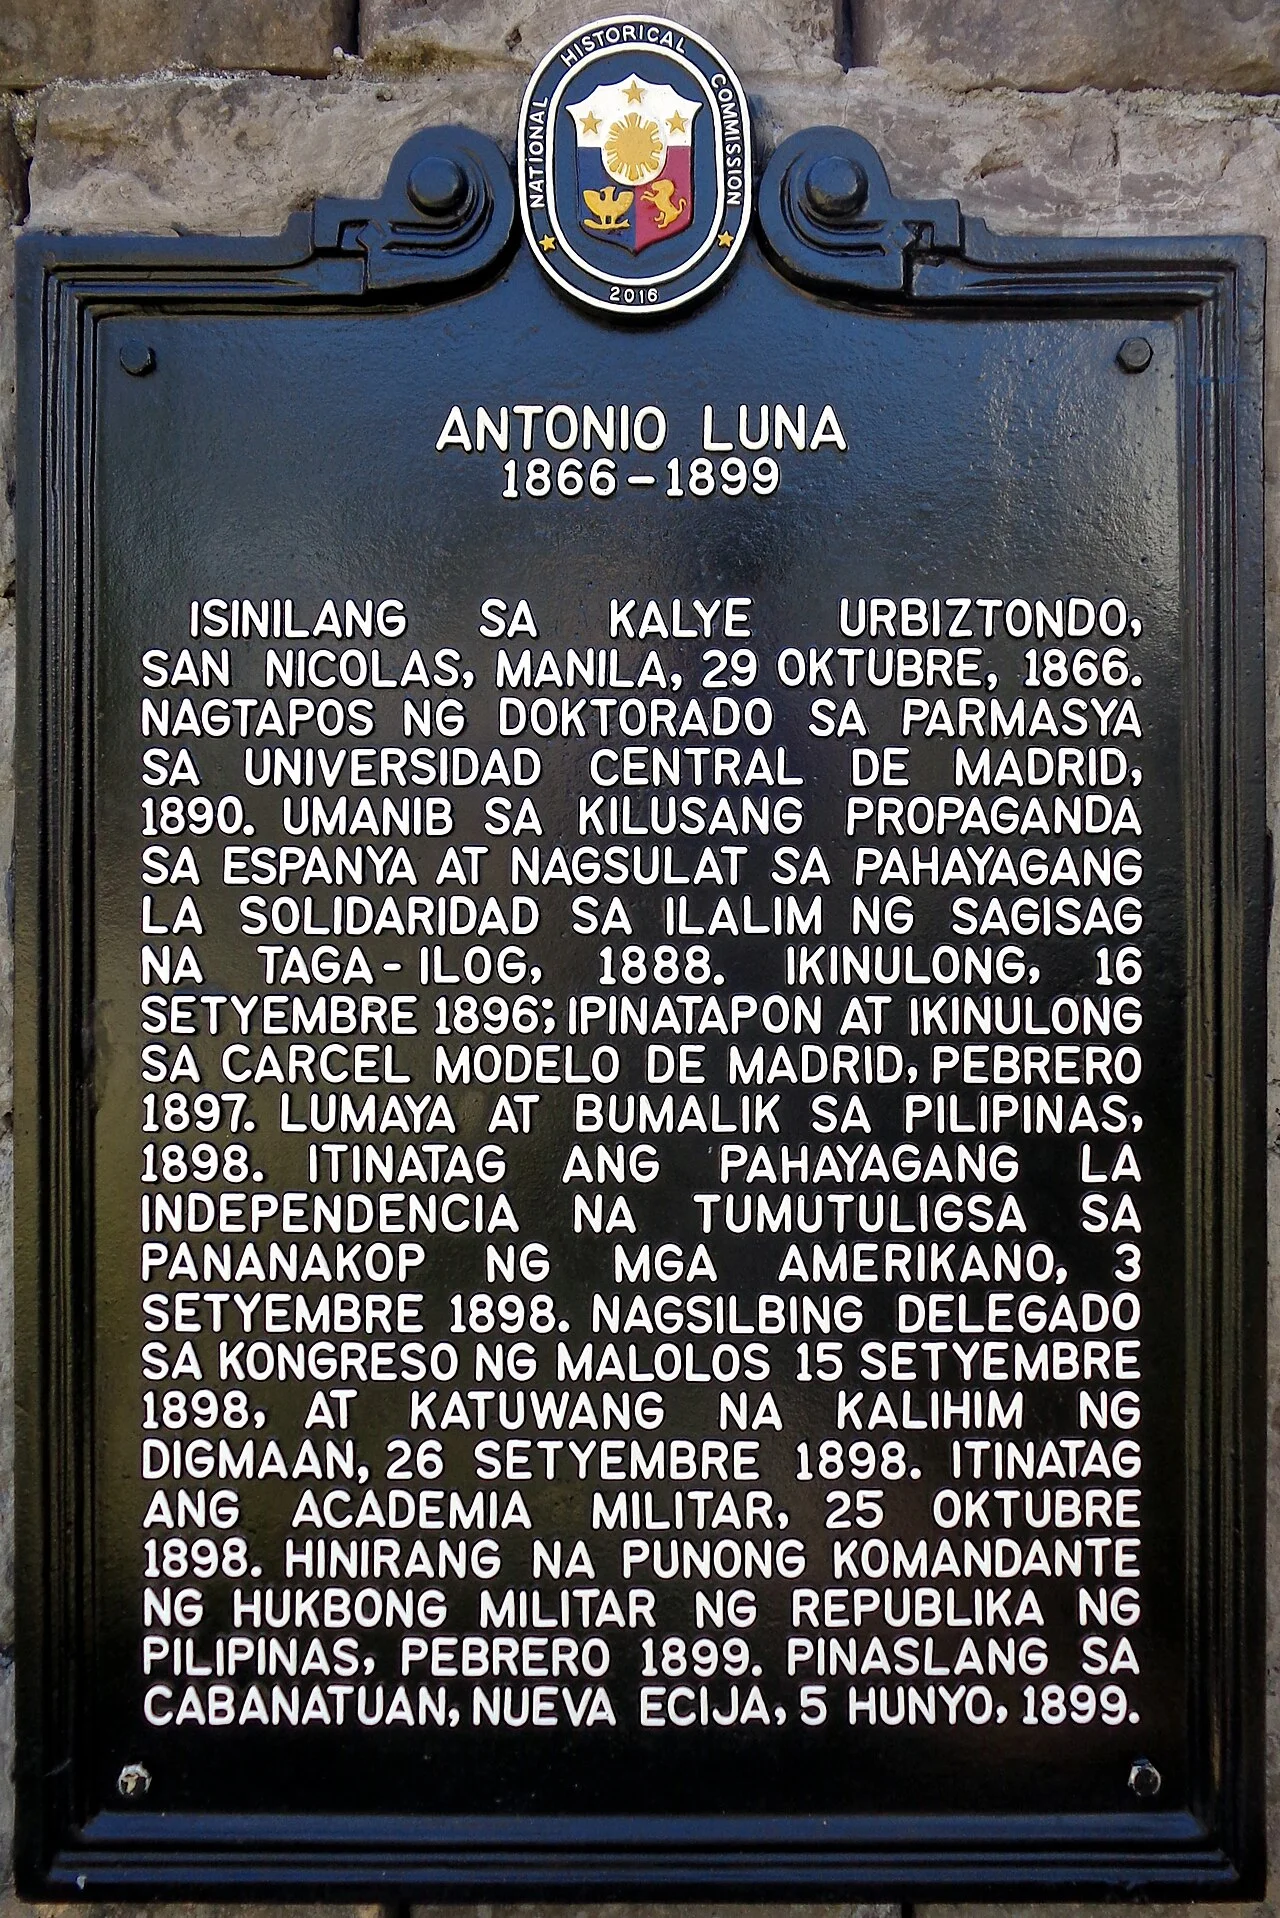 NATIONAL HISTORICAL COMMISSION
2016
ANTONIO LUNA
1866-1899
ISINILANG SA KALYE URBIZTONDO,
SAN NICOLAS, MANILA, 29 OKTUBRE, 1866.
NAGTAPOS NG DOKTORADO SA PARMASYA
SA UNIVERSIDAD CENTRAL DE MADRID,
1890. UMANIB SA KILUSANG PROPAGANDA
SA ESPANYA AT NAGSULAT SA PAHAYAGANG
LA SOLIDARIDAD SA ILALIM NG SAGISAG
NA TAGA-ILOG, 1888. IKINULONG, 16
SETYEMBRE 1896; IPINATAPON AT IKINULONG
SA CARCEL MODELO DE MADRID, PEBRERO
1897. LUMAYA AT BUMALIK SA PILIPINAS,
1898. ITINATAG ANG PAHAYAGANG LA
INDEPENDENCIA NA TUMUTULIGSA SA
PANANAKOP NG MGA AMERIKANO, 3
SETYEMBRE 1898. NAGSILBING DELEGADO
SA KONGRESO NG MALOLOS 15 SETYEMBRE
1898, AT KATUWANG NA KALIHIM NG
DIGMAAN, 26 SETYEMBRE 1898. ITINATAG
ANG ACADEMIA MILITAR, 25 OKTUBRE
1898. HINIRANG NA PUNONG KOMANDANTE
NG HUKBONG MILITAR NG REPUBLIKA NG
PILIPINAS, PEBRERO 1899. PINASLANG SA
CABANATUAN, NUEVA ECIJA, 5 HUNYO, 1899.